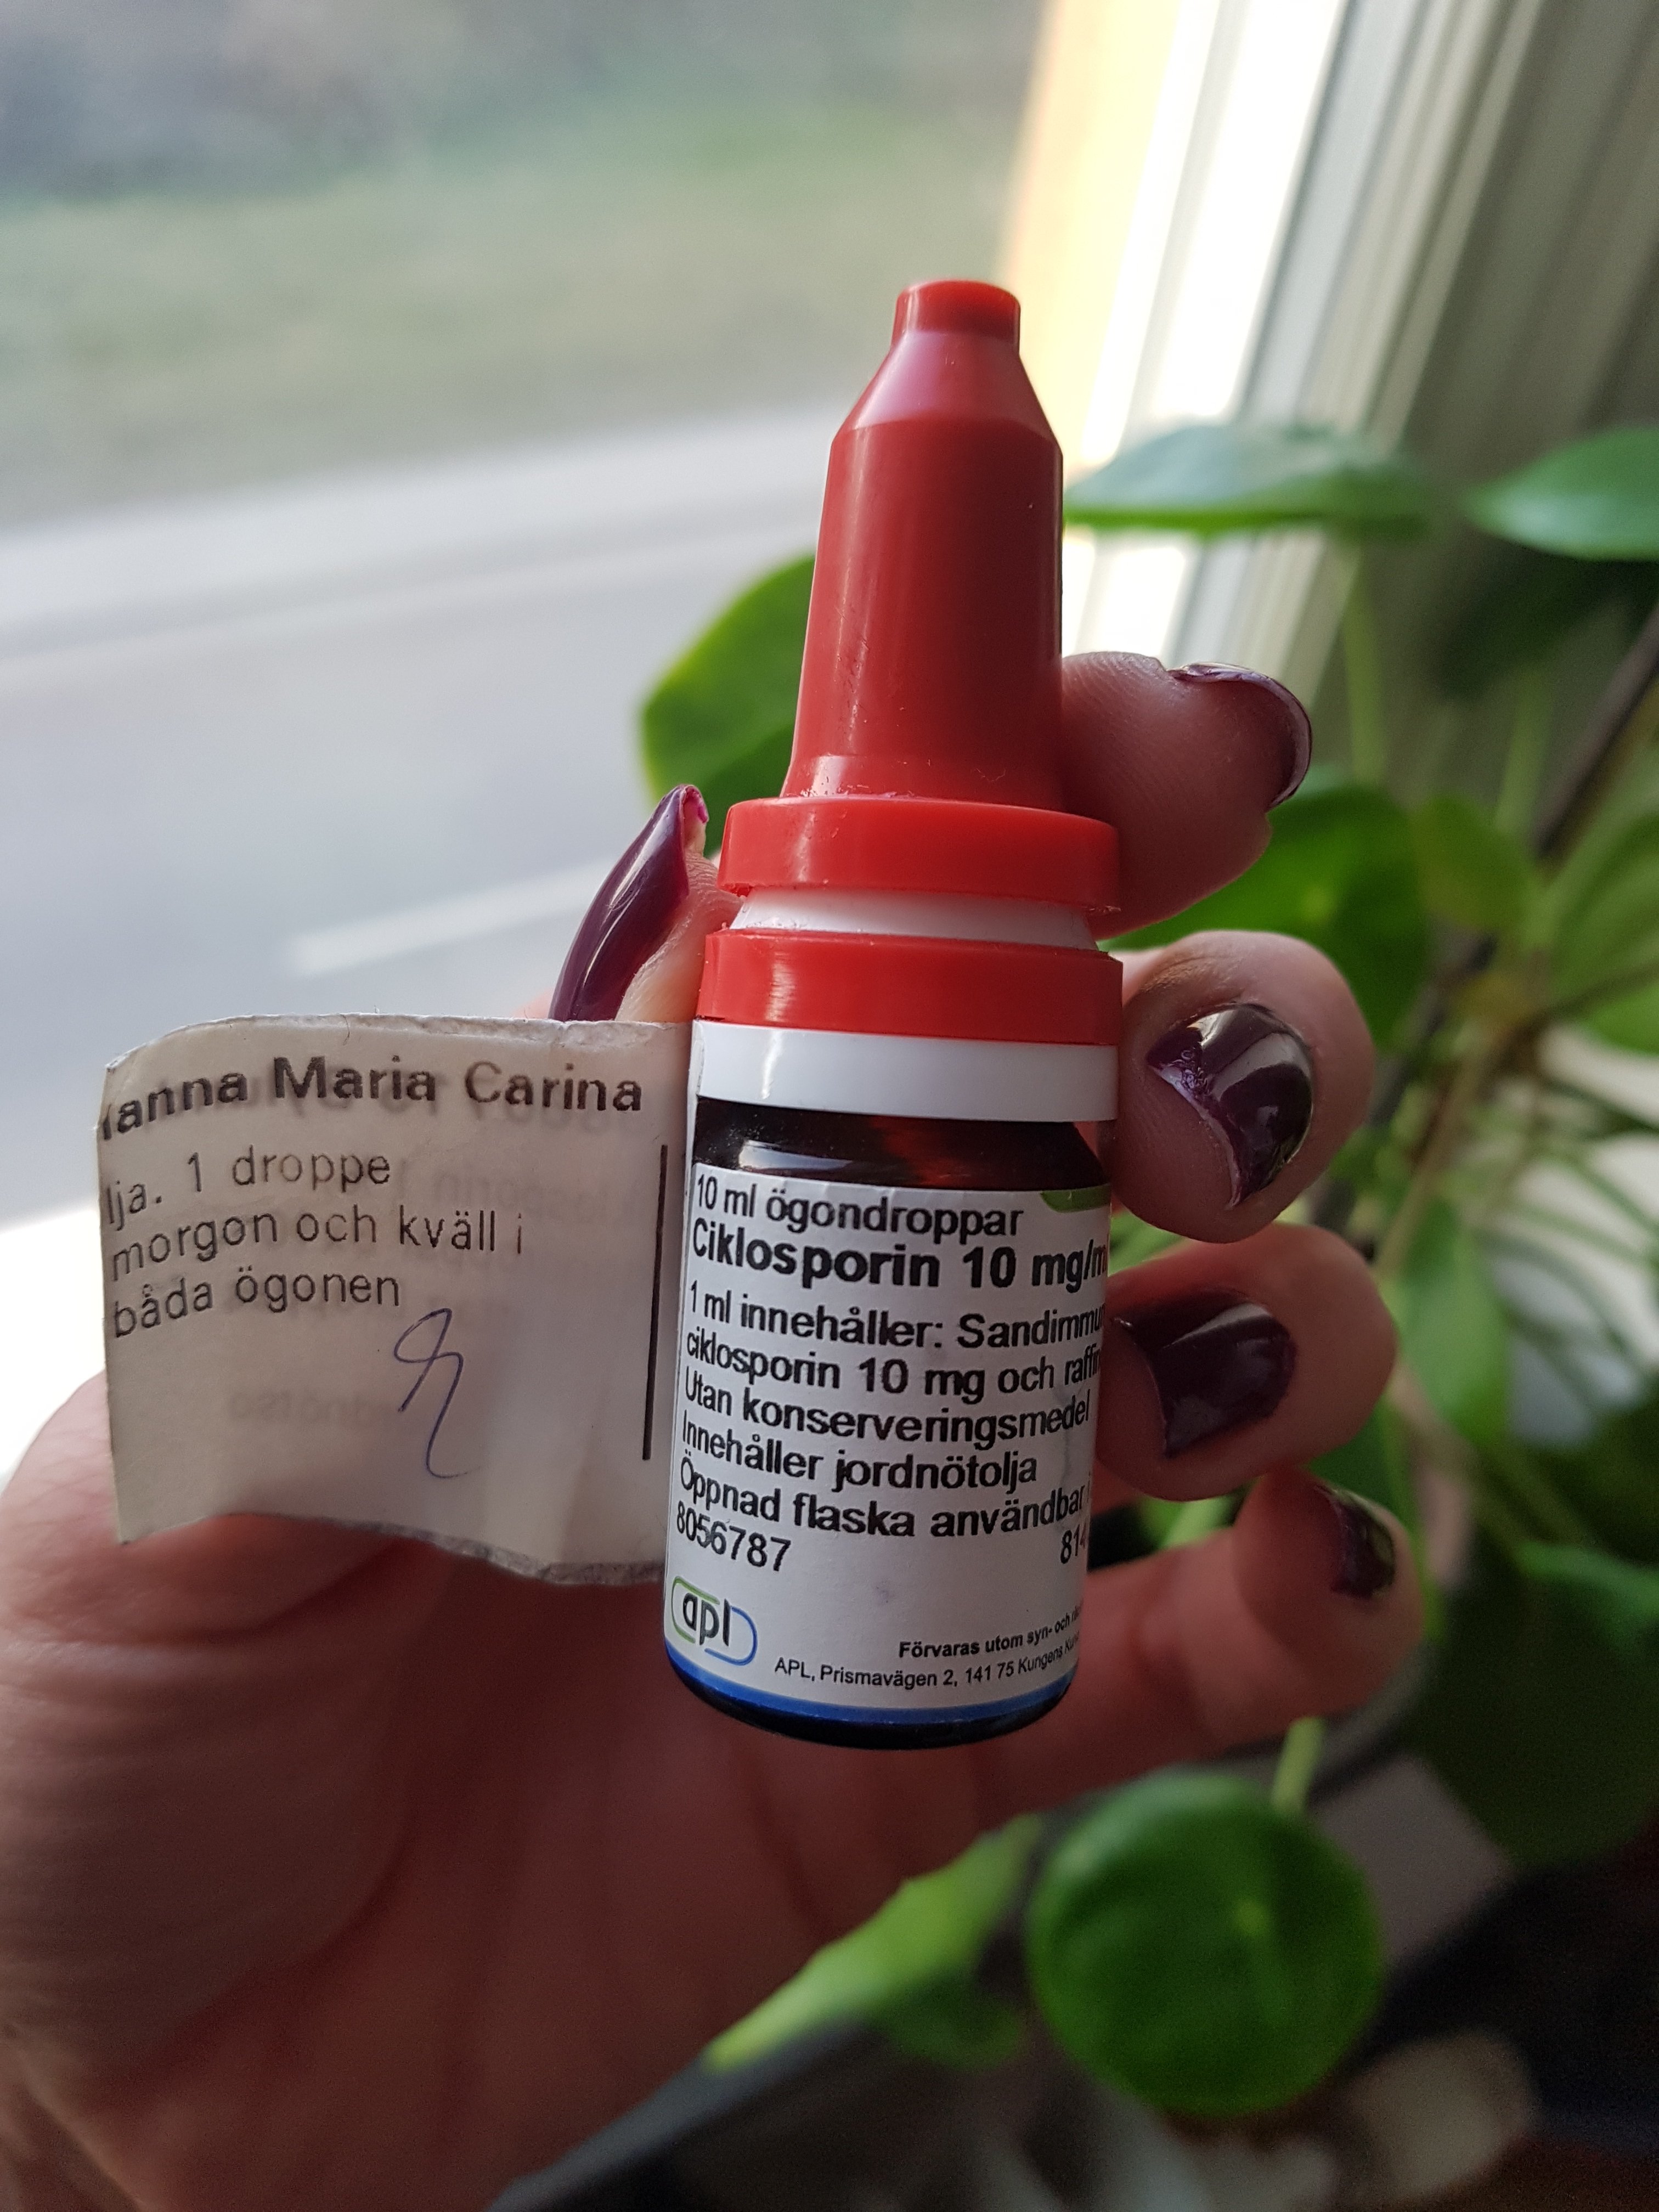 Maria Carina
1 droppe
morgon och kväll i
båda ögonen
10 ml ögondroppar
Ciklosporin 10 mg/m
1 ml innehåller: Sandimmu
ciklosporin 10 mg och raffin
Utan konserveringsmedel
Innehåller jordnötolja
Öppnad flaska användbar
8056787
apl
Förvaras utom syn- och
APL, Prismavägen 2, 141 75 Kungens